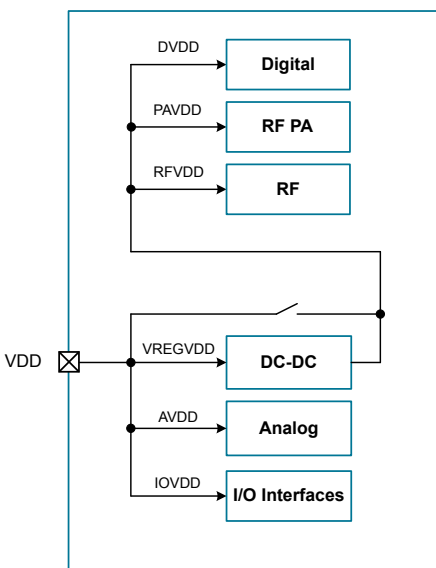 DVDD
Digital
PAVDD
RF PA
RFVDD
RF
VDD
VREGVDD
DC-DC
AVDD
Analog
IOVDD
I/O Interfaces